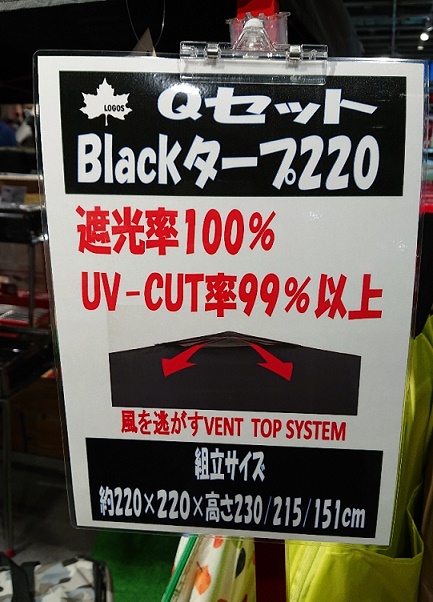 LOGOS
Qセット
Blackタープ220
遮光率100%
UV-CUT率99%以上
風を逃がすVENT TOP SYSTEM
組立サイズ
約220×220×高さ230/215/151cm